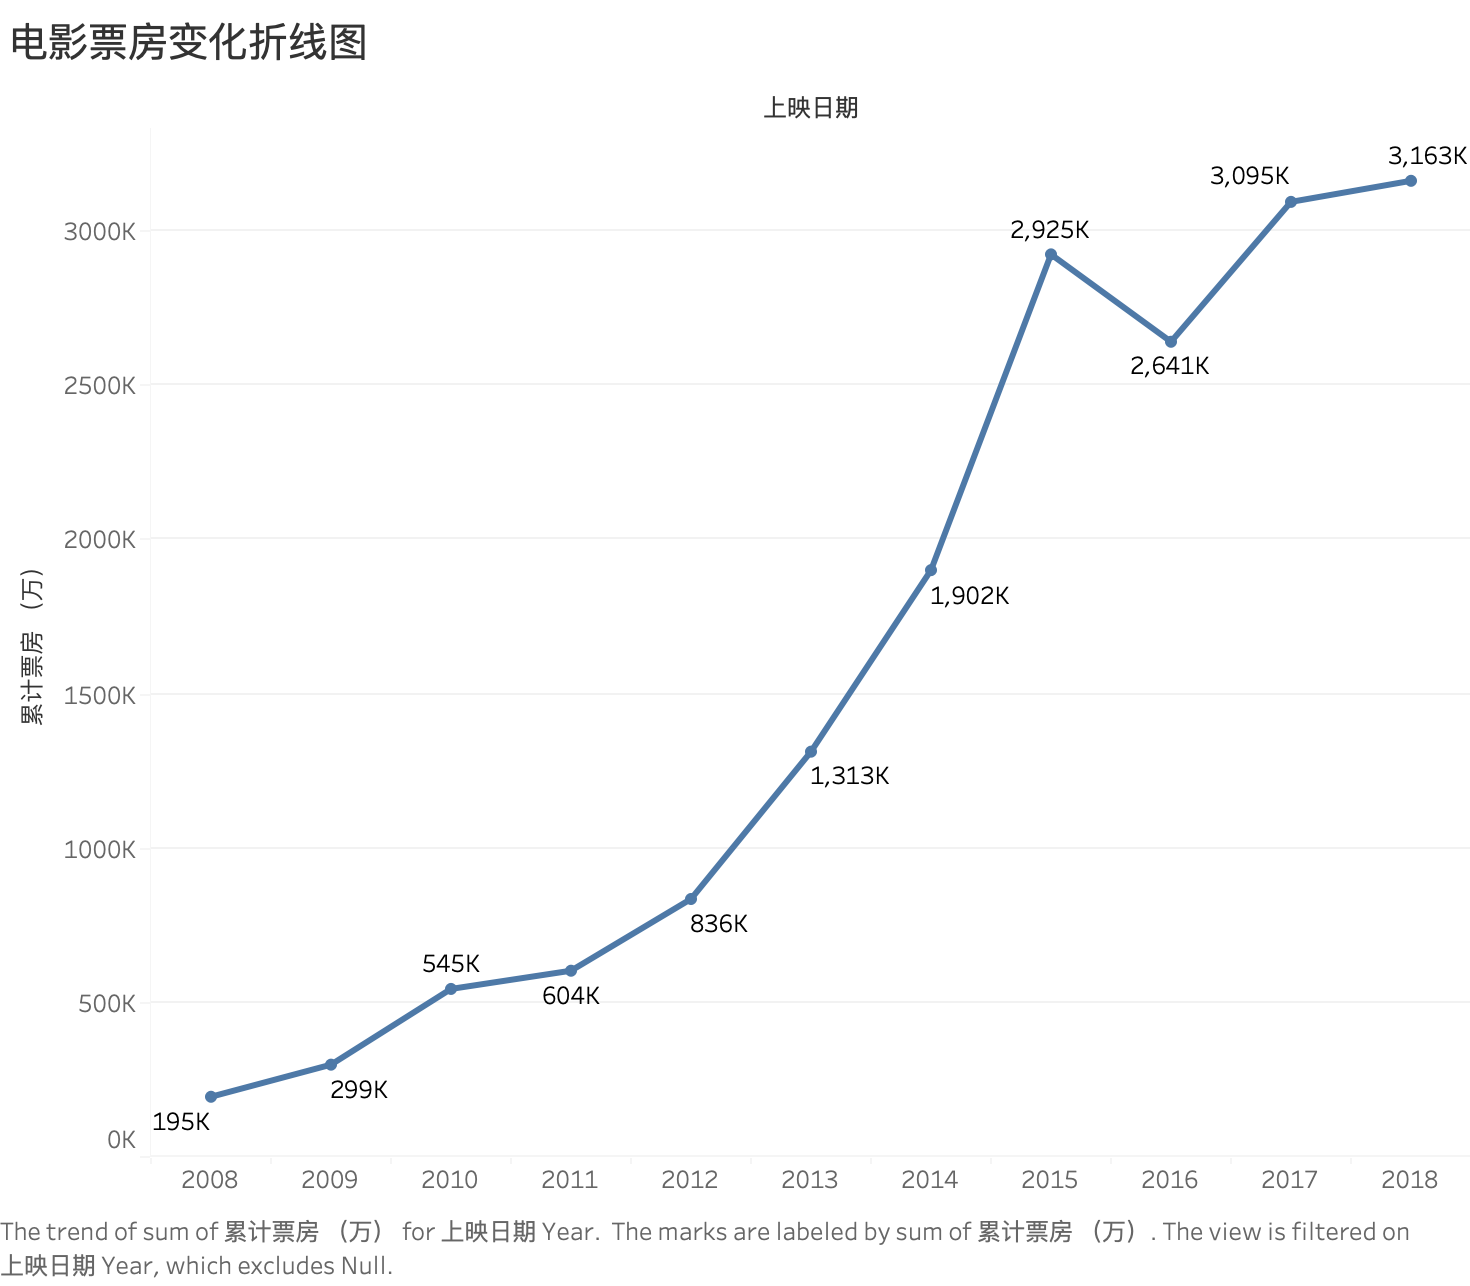 电影票房变化折线图
上映日期
3,163K
3,095K
3000K
2,925K
2,641K
2500K
2000K
1,902K
累计票房 （万）
1500K
1,313K
1000K
836K
545K
604K
500K
299K
195K
0K
2008 2009 2010 2011 2012 2013 2014 2015 2016 2017 2018
The trend of sum of 累计票房 （万） for 上映日期 Year. The marks are labeled by sum of 累计票房 （万）. The view is filtered on
上映日期 Year, which excludes Null.